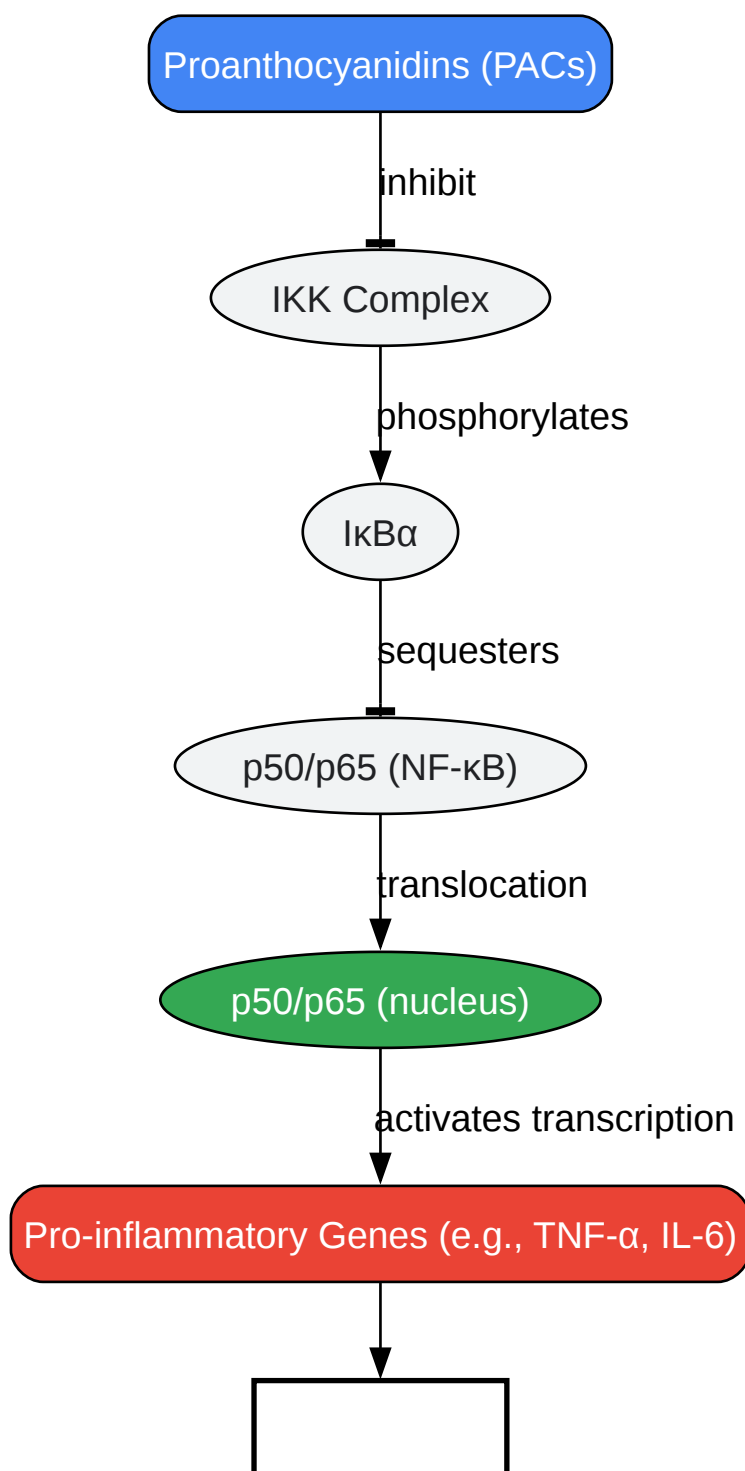 Proanthocyanidins (PACs)
inhibit
IKK Complex
phosphorylates
IκBα
sequesters
p50/p65 (NF-κB)
translocation
p50/p65 (nucleus)
activates transcription
Pro-inflammatory Genes (e.g., TNF-α, IL-6)